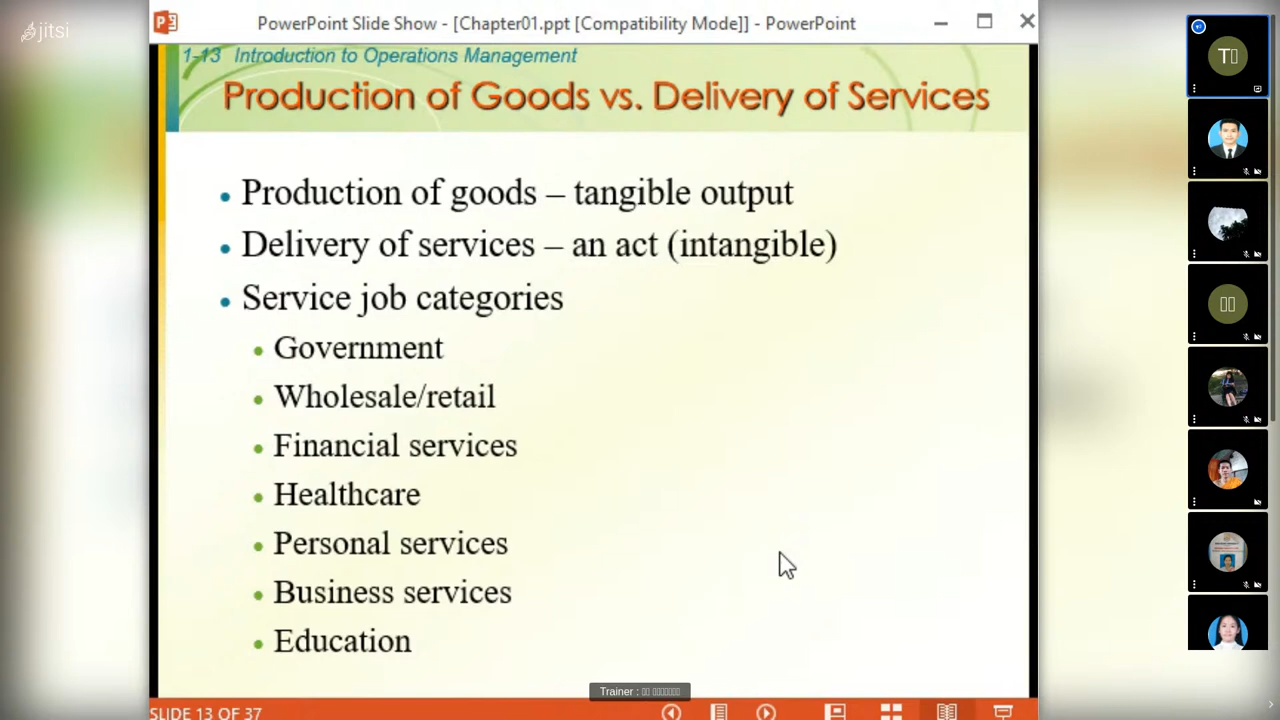 jitsi
PowerPoint Slide Show - [Chapter01.ppt [Compatibility Mode]] - PowerPoint
1-13 Introduction to Operations Management
Production of Goods vs. Delivery of Services
• Production of goods – tangible output
• Delivery of services – an act (intangible)
• Service job categories
• Government
• Wholesale/retail
• Financial services
• Healthcare
• Personal services
• Business services
• Education
Trainer :
SLIDE 13 OF 37
T